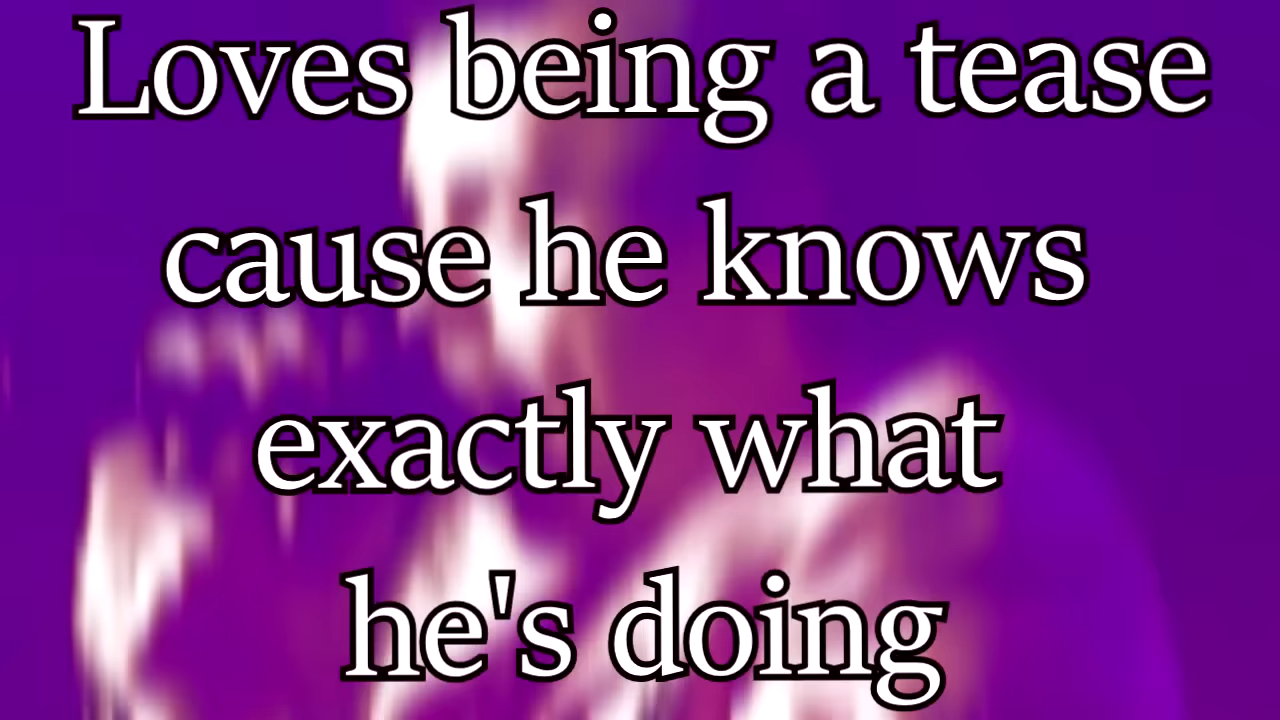 Loves being a tease
cause he knows
exactly what
he's doing